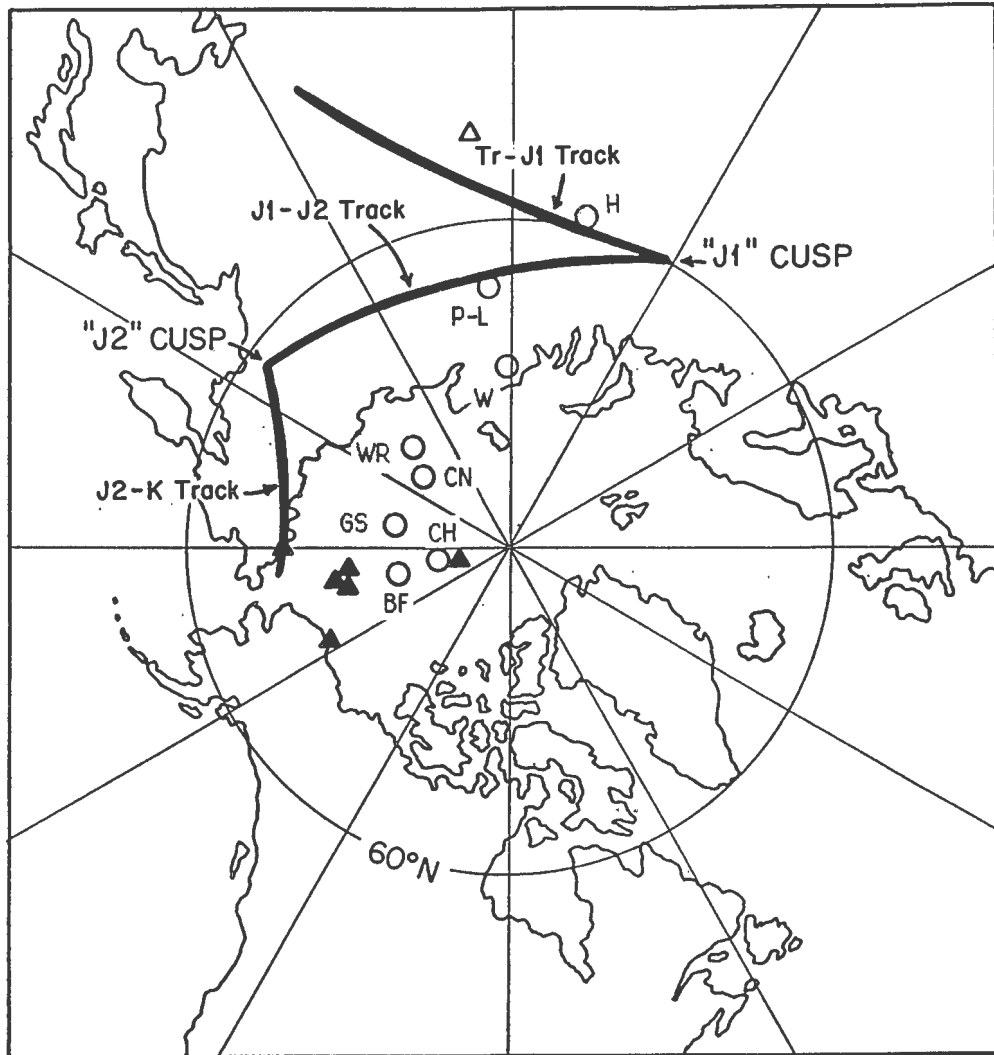 Tr-J1 Track
H
J1-J2 Track
"J1" CUSP
P-L
"J2" CUSP
W
WR
CN
J2-K Track
GS
CH
BF
60°N